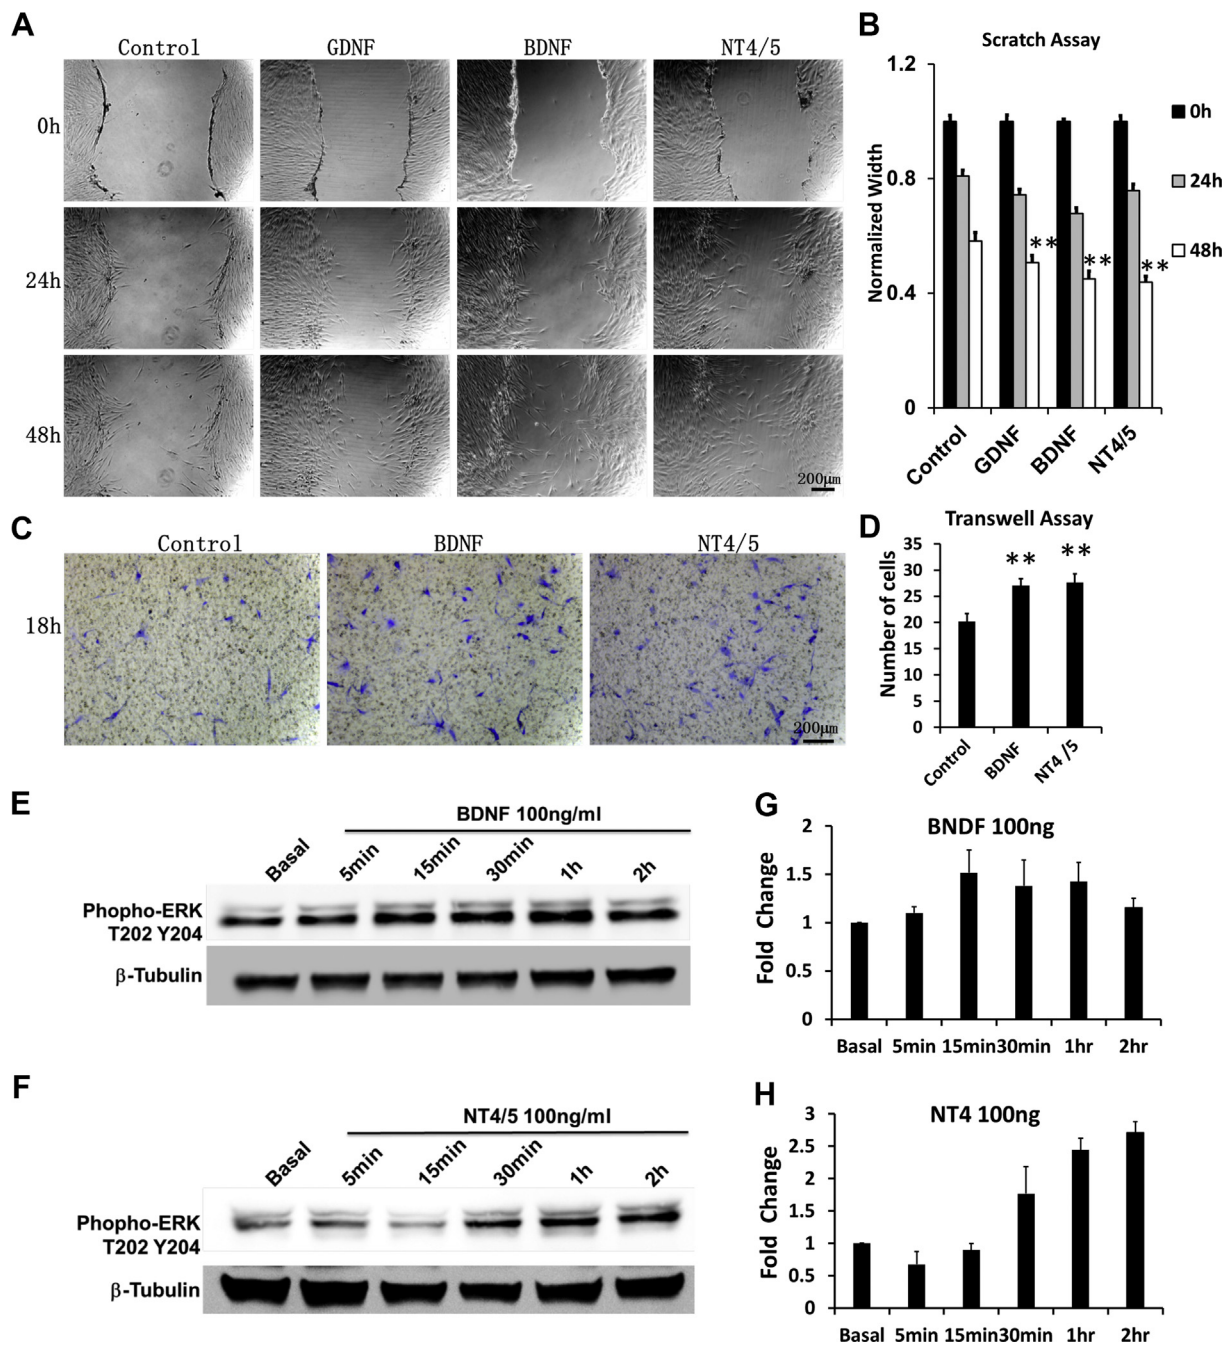 A
Control GDNF BDNF NT4/5
0h
24h
48h
200μm
B
Scratch Assay
Normalized Width
1.2
0.8
0.4
0
0h
24h
48h
**
**
**
Control GDNF BDNF NT4/5
C
Control BDNF NT4/5
18h
200μm
D
Transwell Assay
Number of cells
35
30
25
20
15
10
5
0
** **
Control BDNF NT4 /5
E
BDNF 100ng/ml
Basal 5min 15min 30min 1h 2h
Phopho-ERK
T202 Y204
β-Tubulin
G
BNDF 100ng
Fold Change
2
1.5
1
0.5
0
Basal 5min 15min 30min 1hr 2hr
F
NT4/5 100ng/ml
Basal 5min 15min 30min 1h 2h
Phopho-ERK
T202 Y204
β-Tubulin
H
NT4 100ng
Fold Change
3
2.5
2
1.5
1
0.5
0
Basal 5min 15min 30min 1hr 2hr